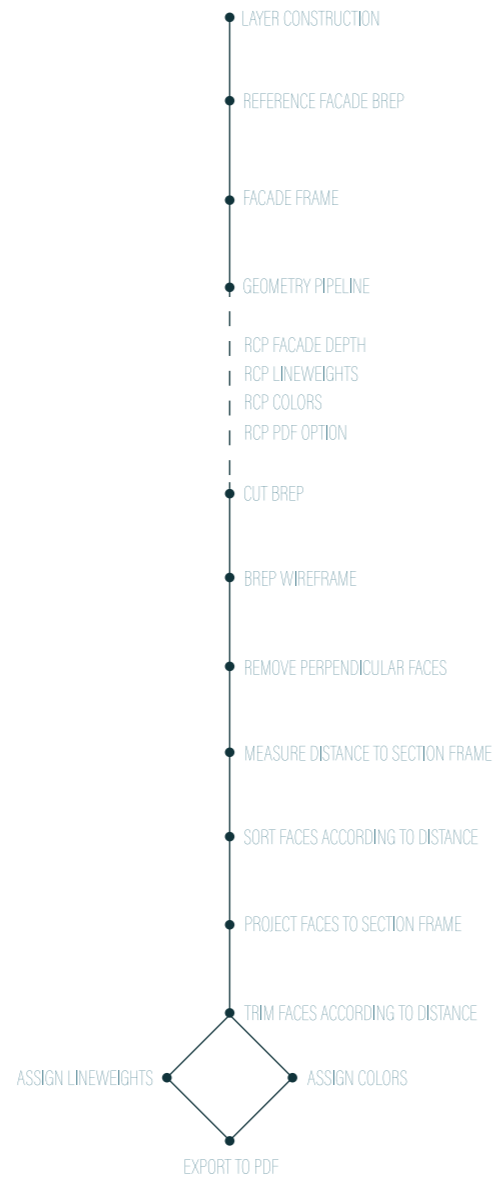 LAYER CONSTRUCTION
REFERENCE FACADE BREP
FACADE FRAME
GEOMETRY PIPELINE
RCP FACADE DEPTH
RCP LINEWEIGHTS
RCP COLORS
RCP PDF OPTION
CUT BREP
BREP WIREFRAME
REMOVE PERPENDICULAR FACES
MEASURE DISTANCE TO SECTION FRAME
SORT FACES ACCORDING TO DISTANCE
PROJECT FACES TO SECTION FRAME
TRIM FACES ACCORDING TO DISTANCE
ASSIGN LINEWEIGHTS
ASSIGN COLORS
EXPORT TO PDF